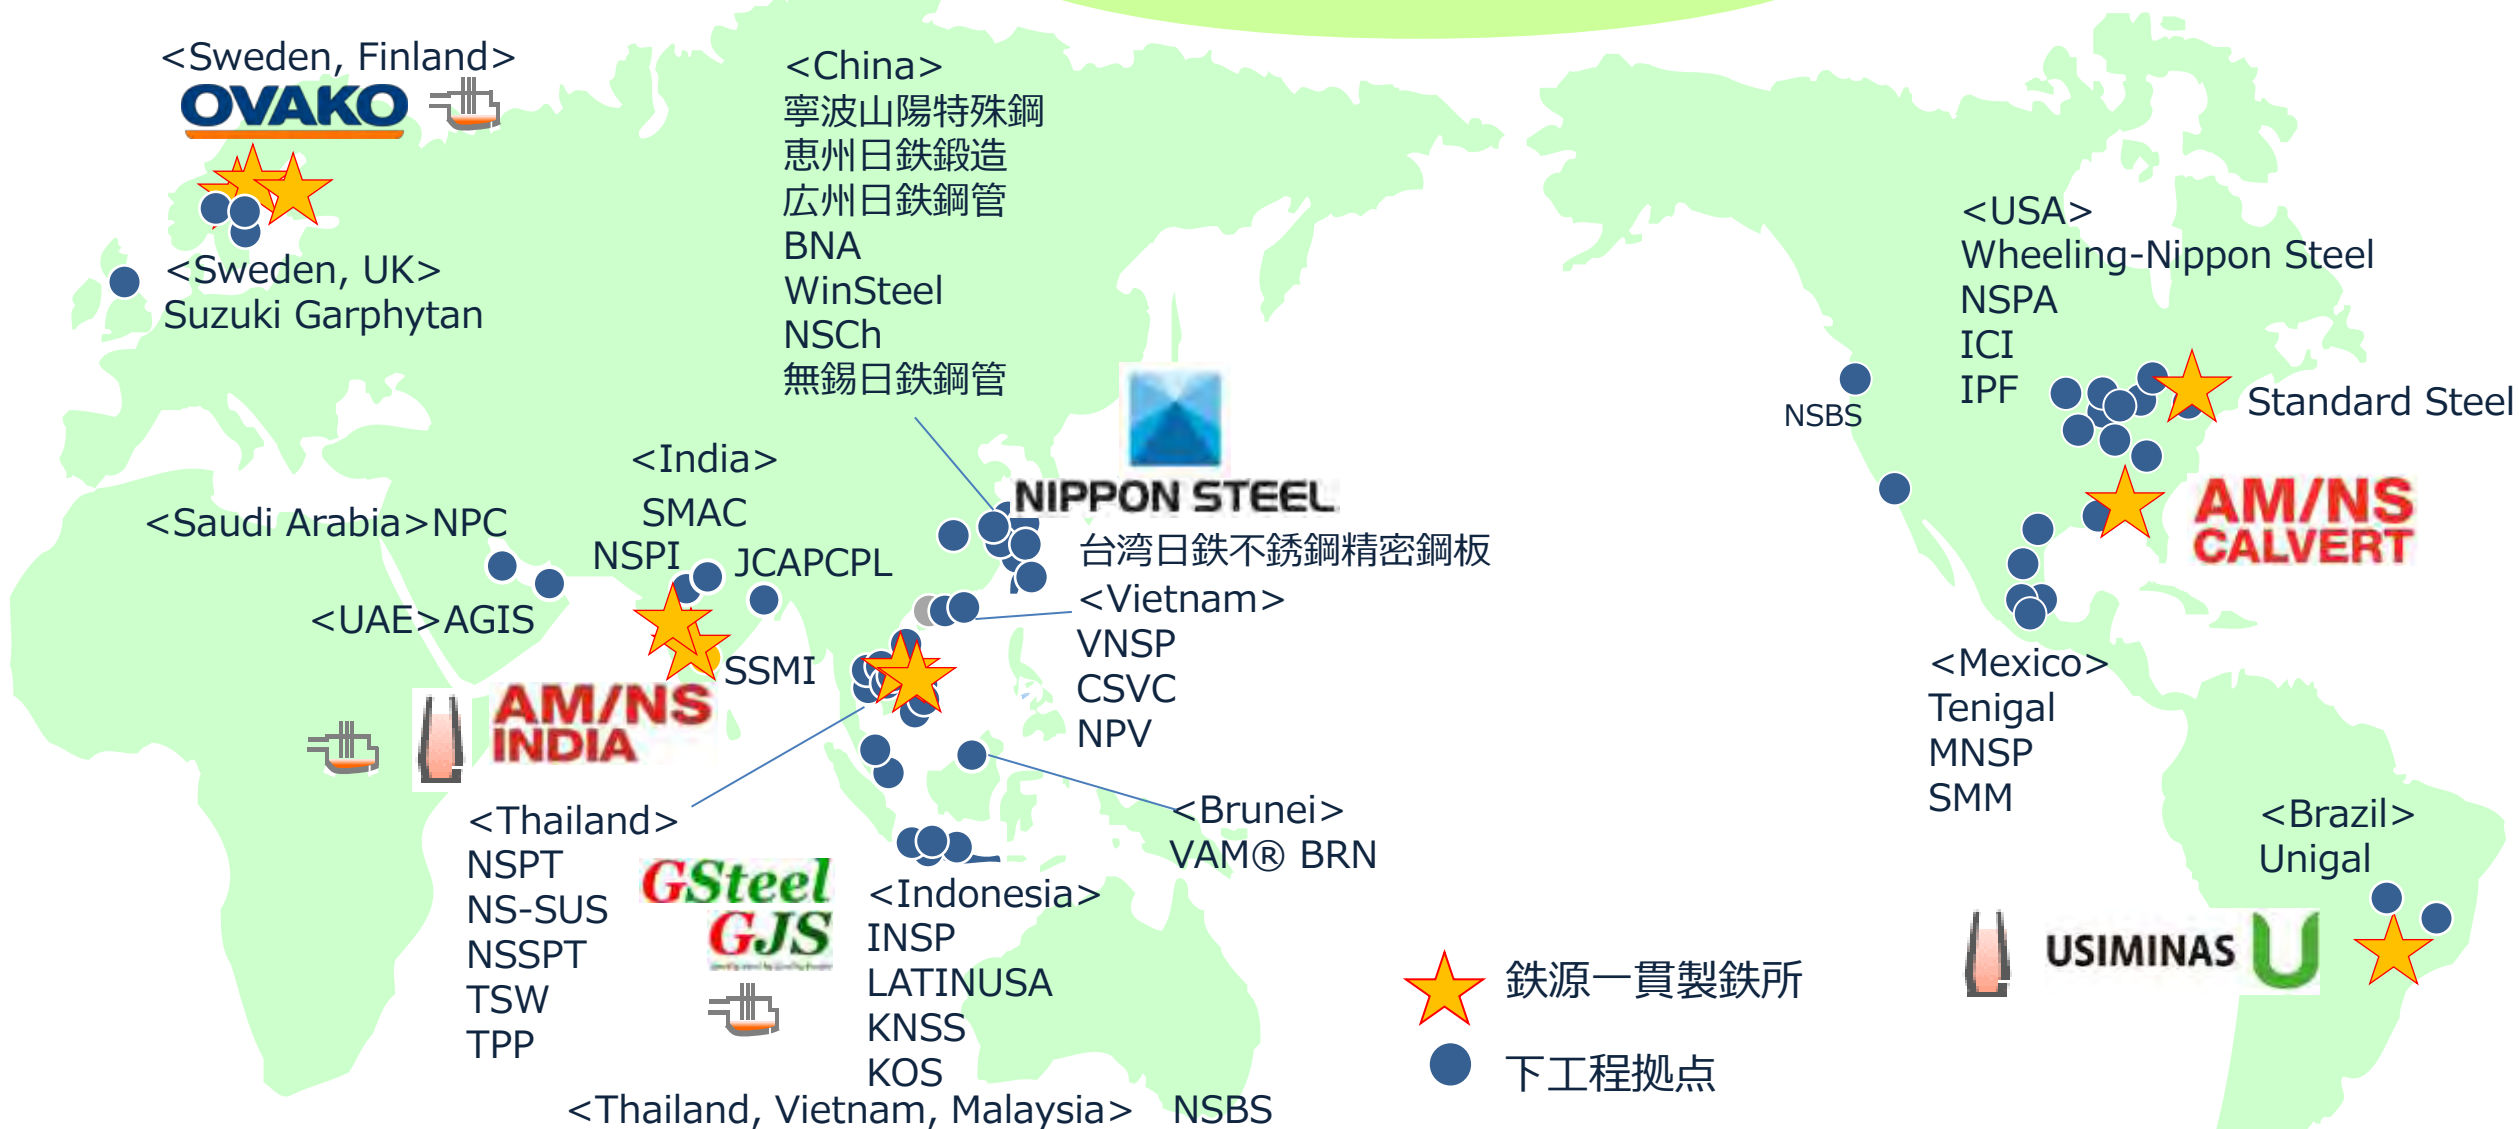 <Sweden, Finland>
OVAKO
<Sweden, UK>
Suzuki Garphytan
<China>
寧波山陽特殊鋼
恵州日鉄鍛造
広州日鉄鋼管
BNA
WinSteel
NSCh
無錫日鉄鋼管
NIPPON STEEL
台湾日鉄不銹鋼精密鋼板
<Vietnam>
VNSP
CSVC
NPV
<India>
SMAC
NSPI
JCAPCPL
SSMI
AM/NS
INDIA
<Saudi Arabia>NPC
<UAE>AGIS
<Thailand>
NSPT
NS-SUS
NSSPT
TSW
TPP
GSteel
GJS
<Indonesia>
INSP
LATINUSA
KNSS
KOS
<Brunei>
VAM® BRN
<Thailand, Vietnam, Malaysia> NSBS
<USA>
Wheeling-Nippon Steel
NSPA
ICI
IPF
NSBS
Standard Steel
AM/NS
CALVERT
<Mexico>
Tenigal
MNSP
SMM
<Brazil>
Unigal
USIMINAS
鉄源一貫製鉄所
下工程拠点